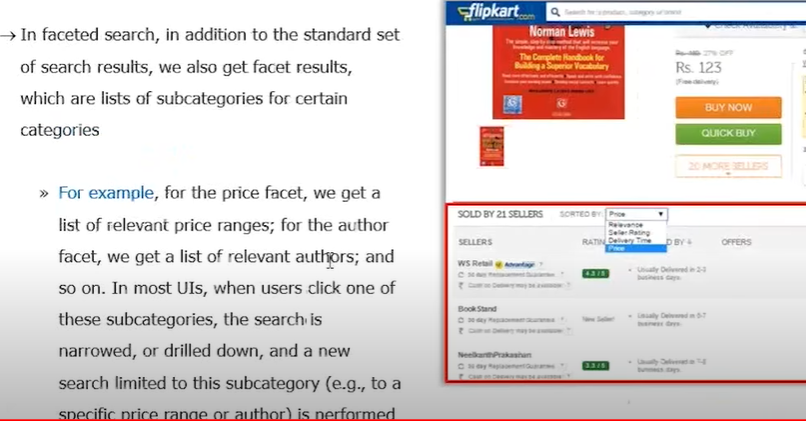 → In faceted search, in addition to the standard set
of search results, we also get facet results,
which are lists of subcategories for certain
categories
» For example, for the price facet, we get a
list of relevant price ranges; for the author
facet, we get a list of relevant authors; and
so on. In most UIs, when users click one of
these subcategories, the search is
narrowed, or drilled down, and a new
search limited to this subcategory (e.g., to a
specific price range or author) is performed
flipkart.com
Search for a product, category or brand
Norman Lewis
The Complete Handbook for
Building a Superior Vocabulary
27% OFF
Rs. 123
(Free delivery)
BUY NOW
QUICK BUY
20 MORE SELLERS
SOLD BY 21 SELLERS SORTED BY: Price
Relevance
Seller Rating
Delivery Time
Price
SELLERS RATIN D BY OFFERS
WS Retail Advantage ?
30 day Replacement Guarantee ?
Cash on Delivery may be available ?
4.2 / 5
Usually Delivered in 2-3
business days.
BookStand
30 day Replacement Guarantee ?
Cash on Delivery may be available ?
New Seller
Usually Delivered in
business days.
NeelkanthPrakashan
30 day Replacement Guarantee ?
Cash on Delivery may be available ?
3.3 / 5
Usually Delivered in
business days.